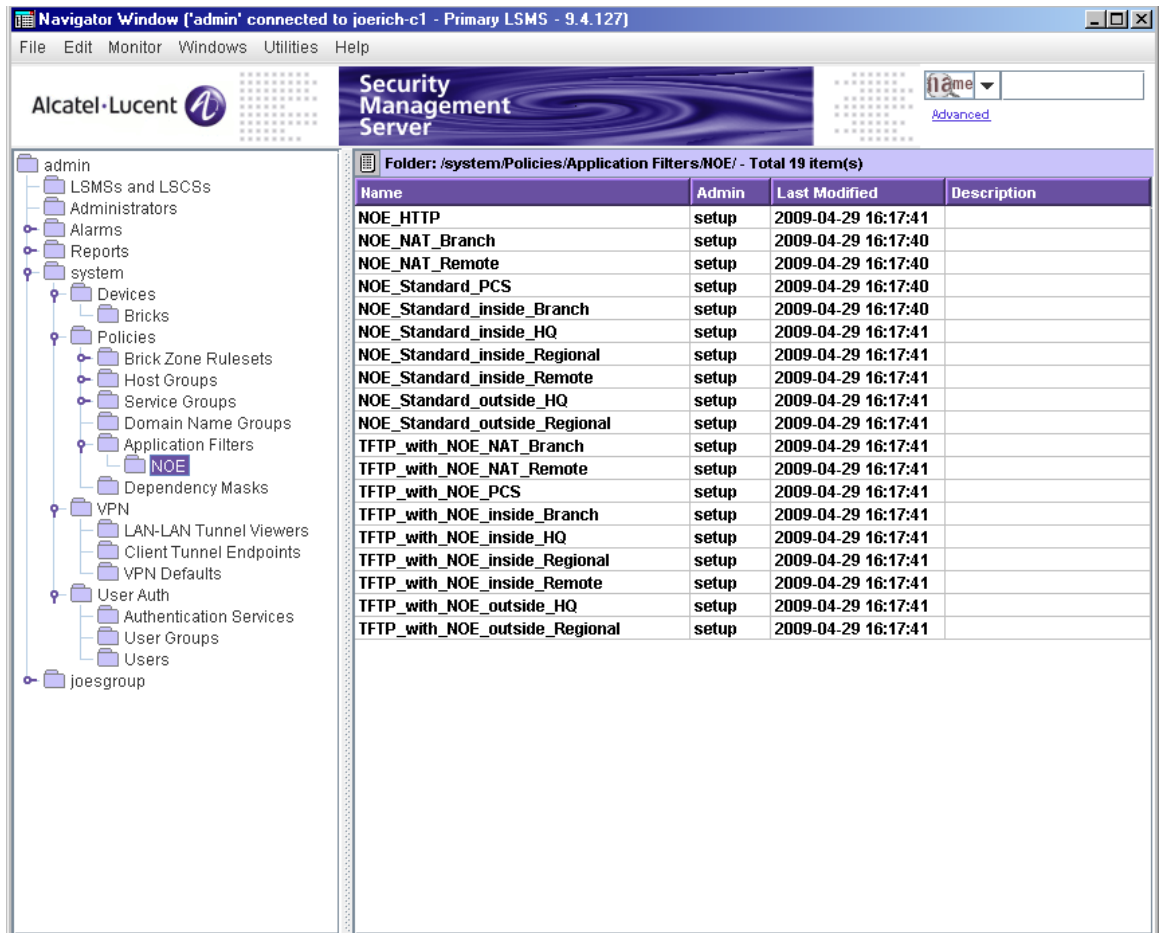 Navigator Window ('admin' connected to joerich-c1 - Primary LSMS - 9.4.127)
File Edit Monitor Windows Utilities Help
Alcatel·Lucent
Security
Management
Server
name
Advanced
admin
LSMSs and LSCSs
Administrators
Alarms
Reports
system
Devices
Bricks
Policies
Brick Zone Rulesets
Host Groups
Service Groups
Domain Name Groups
Application Filters
NOE
Dependency Masks
VPN
LAN-LAN Tunnel Viewers
Client Tunnel Endpoints
VPN Defaults
User Auth
Authentication Services
User Groups
Users
joesgroup
Folder: /system/Policies/Application Filters/NOE/ - Total 19 item(s)
Name Admin Last Modified Description
NOE_HTTP setup 2009-04-29 16:17:41
NOE_NAT_Branch setup 2009-04-29 16:17:40
NOE_NAT_Remote setup 2009-04-29 16:17:40
NOE_Standard_PCS setup 2009-04-29 16:17:40
NOE_Standard_inside_Branch setup 2009-04-29 16:17:40
NOE_Standard_inside_HQ setup 2009-04-29 16:17:41
NOE_Standard_inside_Regional setup 2009-04-29 16:17:41
NOE_Standard_inside_Remote setup 2009-04-29 16:17:41
NOE_Standard_outside_HQ setup 2009-04-29 16:17:41
NOE_Standard_outside_Regional setup 2009-04-29 16:17:41
TFTP_with_NOE_NAT_Branch setup 2009-04-29 16:17:41
TFTP_with_NOE_NAT_Remote setup 2009-04-29 16:17:41
TFTP_with_NOE_PCS setup 2009-04-29 16:17:41
TFTP_with_NOE_inside_Branch setup 2009-04-29 16:17:41
TFTP_with_NOE_inside_HQ setup 2009-04-29 16:17:41
TFTP_with_NOE_inside_Regional setup 2009-04-29 16:17:41
TFTP_with_NOE_inside_Remote setup 2009-04-29 16:17:41
TFTP_with_NOE_outside_HQ setup 2009-04-29 16:17:41
TFTP_with_NOE_outside_Regional setup 2009-04-29 16:17:41